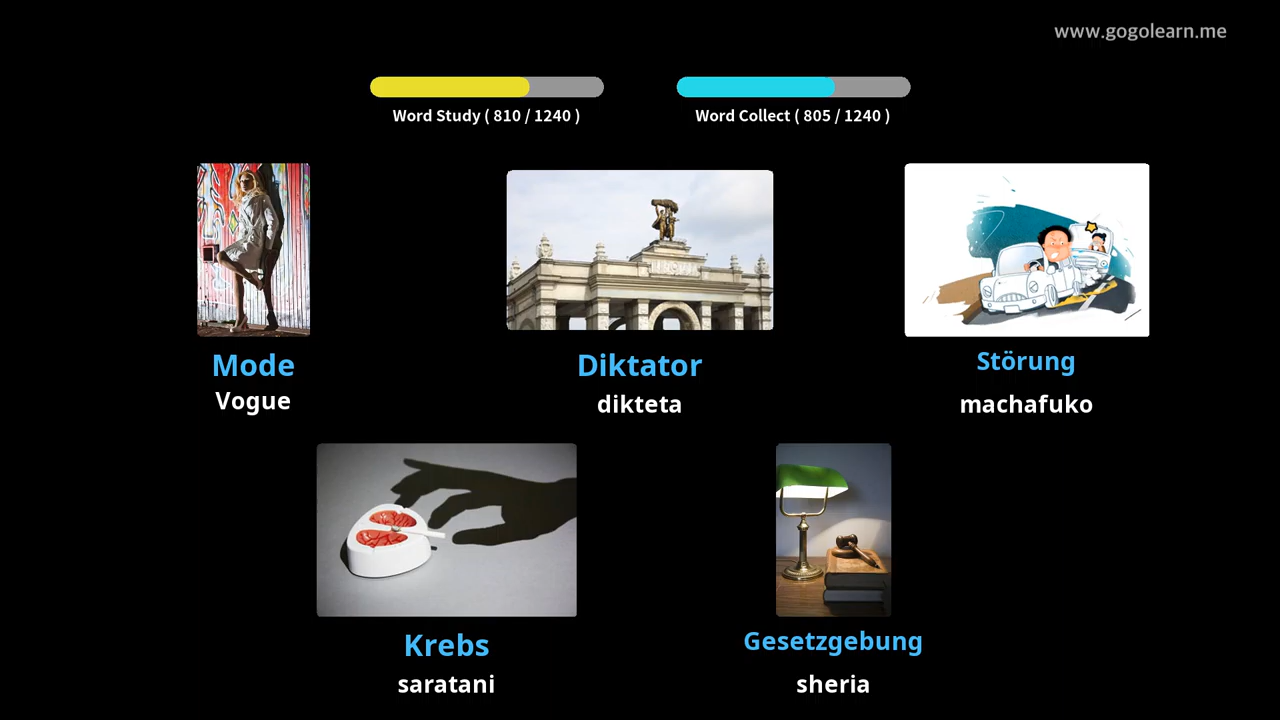 www.gogolearn.me
Word Study ( 810 / 1240 )
Word Collect ( 805 / 1240 )
Mode
Vogue
Diktator
dikteta
Störung
machafuko
Krebs
saratani
Gesetzgebung
sheria